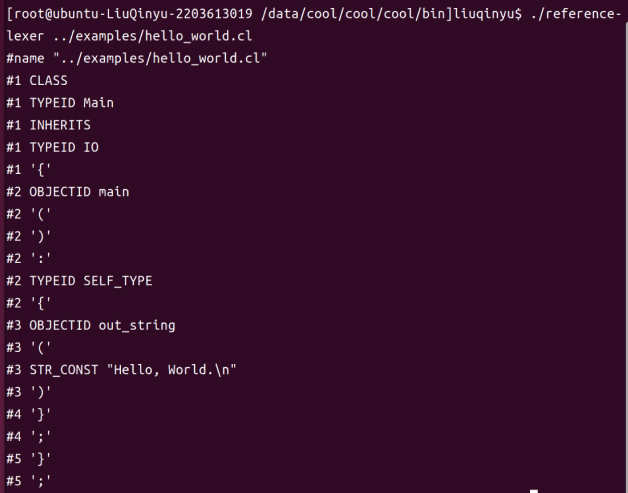 [root@ubuntu-LiuQinyu-2203613019 /data/cool/cool/cool/bin]liuqinyu$ ./reference-
lexer ../examples/hello_world.cl
#name "../examples/hello_world.cl"
#1 CLASS
#1 TYPEID Main
#1 INHERITS
#1 TYPEID IO
#1 '{'
#2 OBJECTID main
#2 '('
#2 ')'
#2 ':'
#2 TYPEID SELF_TYPE
#2 '{'
#3 OBJECTID out_string
#3 '('
#3 STR_CONST "Hello, World.\n"
#3 ')'
#4 '}'
#4 ';'
#5 '}'
#5 ';'